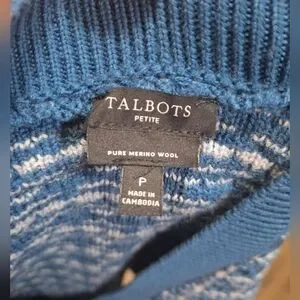 TALBOTS
PETITE
PURE MERINO WOOL
P
MADE IN
CAMBODIA